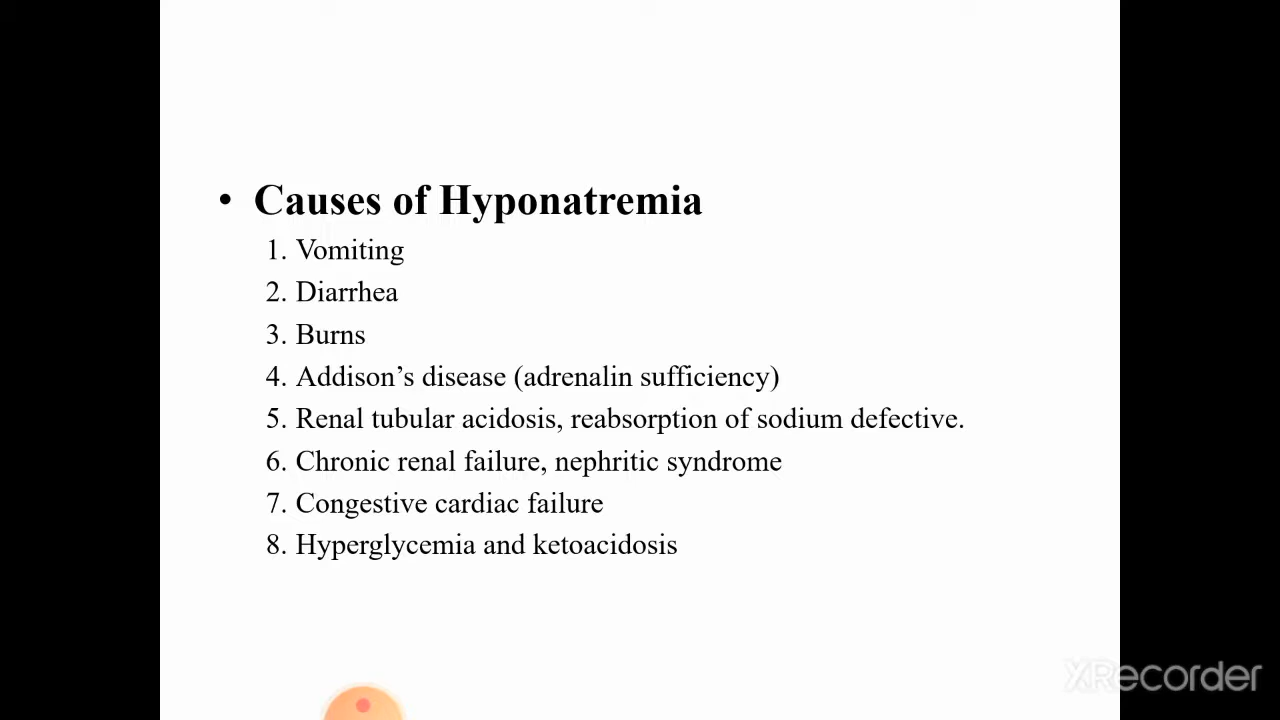 • Causes of Hyponatremia
1. Vomiting
2. Diarrhea
3. Burns
4. Addison’s disease (adrenalin sufficiency)
5. Renal tubular acidosis, reabsorption of sodium defective.
6. Chronic renal failure, nephritic syndrome
7. Congestive cardiac failure
8. Hyperglycemia and ketoacidosis
XRecorder